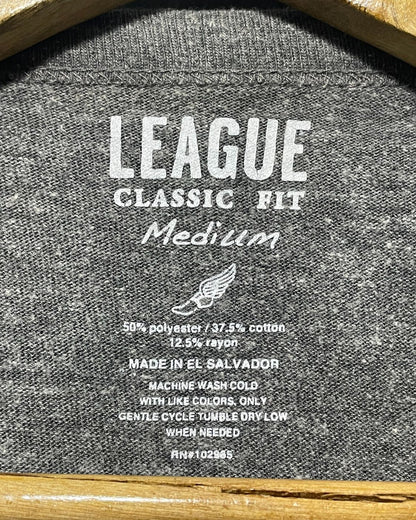 LEAGUE
CLASSIC FIT
Medium
50% polyester / 37.5% cotton
12.5% rayon
MADE IN EL SALVADOR
MACHINE WASH COLD
WITH LIKE COLORS, ONLY
GENTLE CYCLE TUMBLE DRY LOW
WHEN NEEDED
RN#102965